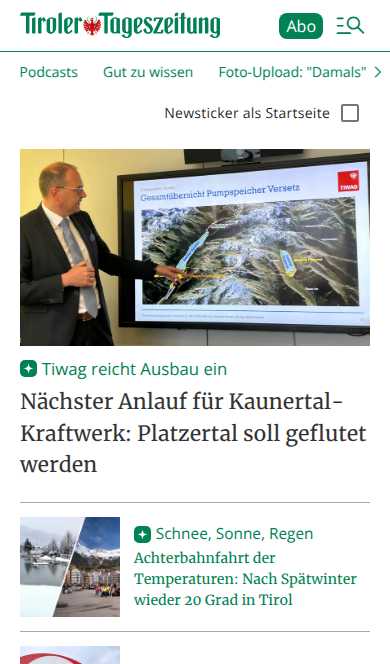 Tiroler Tageszeitung
Abo
Podcasts Gut zu wissen Foto-Upload: "Damals"
Newsticker als Startseite
Gesamtübersicht Pumpspeicher Versetz
TIWAG
Tiwag reicht Ausbau ein
Nächster Anlauf für Kaunertal-
Kraftwerk: Platzertal soll geflutet
werden
Schnee, Sonne, Regen
Achterbahnfahrt der
Temperaturen: Nach Spätwinter
wieder 20 Grad in Tirol